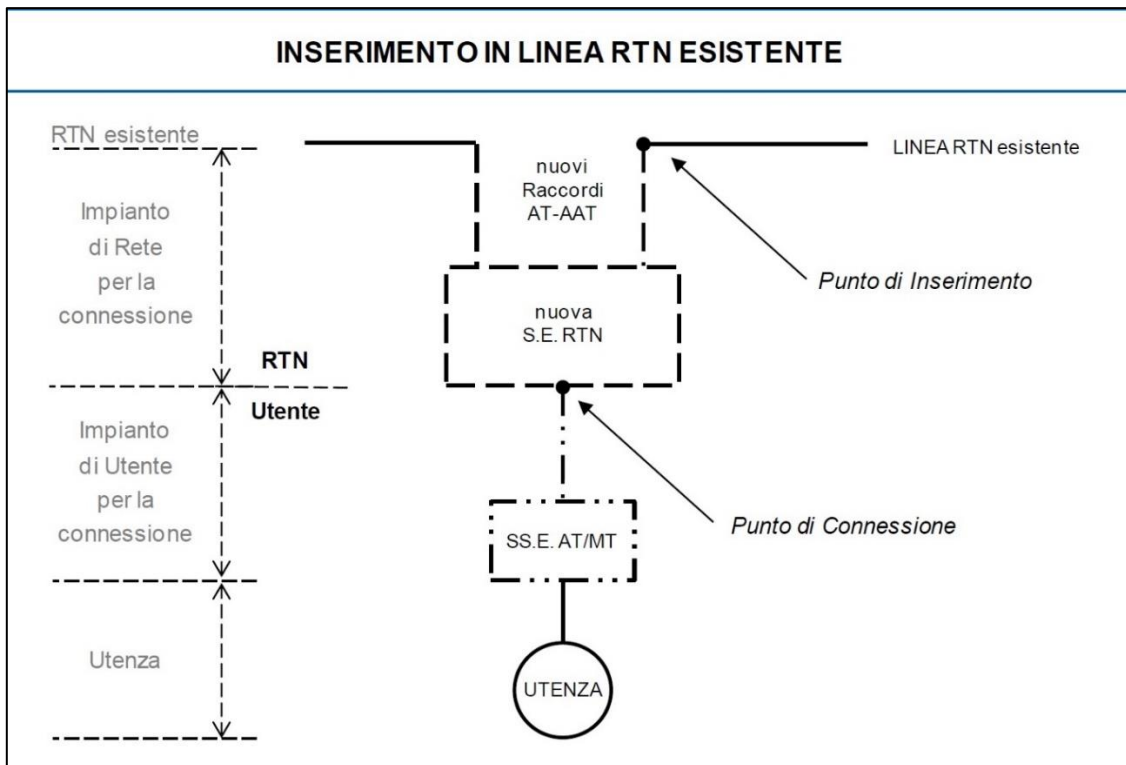 INSERIMENTO IN LINEA RTN ESISTENTE
RTN esistente
LINEA RTN esistente
nuovi
Raccordi
AT-AAT
Impianto
di Rete
per la
connessione
Punto di Inserimento
nuova
S.E. RTN
RTN
Utente
Impianto
di Utente
per la
connessione
Punto di Connessione
SS.E. AT/MT
Utenza
UTENZA